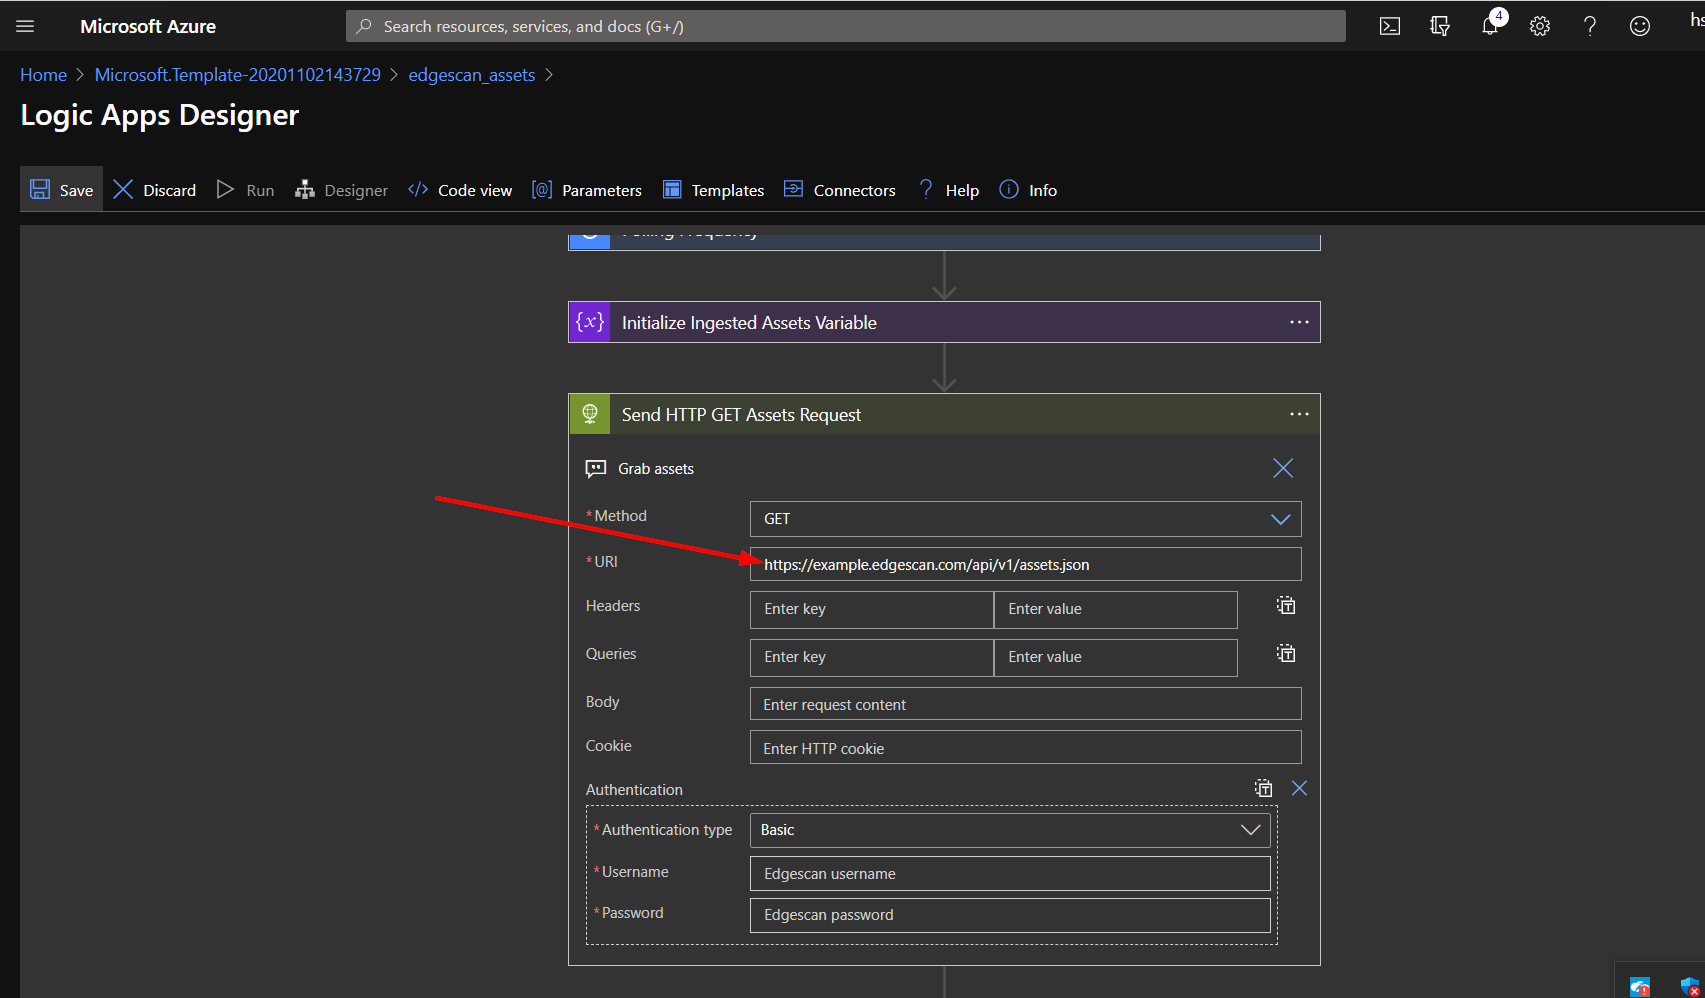 Microsoft Azure
Search resources, services, and docs (G+/)
4
hs
Home > Microsoft.Template-20201102143729 > edgescan_assets >
Logic Apps Designer
Save Discard Run Designer </> Code view [@] Parameters Templates Connectors ? Help Info
Polling Frequency
{x} Initialize Ingested Assets Variable ...
Send HTTP GET Assets Request ...
Grab assets
*Method GET
*URI https://example.edgescan.com/api/v1/assets.json
Headers Enter key Enter value
Queries Enter key Enter value
Body Enter request content
Cookie Enter HTTP cookie
Authentication
*Authentication type Basic
*Username Edgescan username
*Password Edgescan password